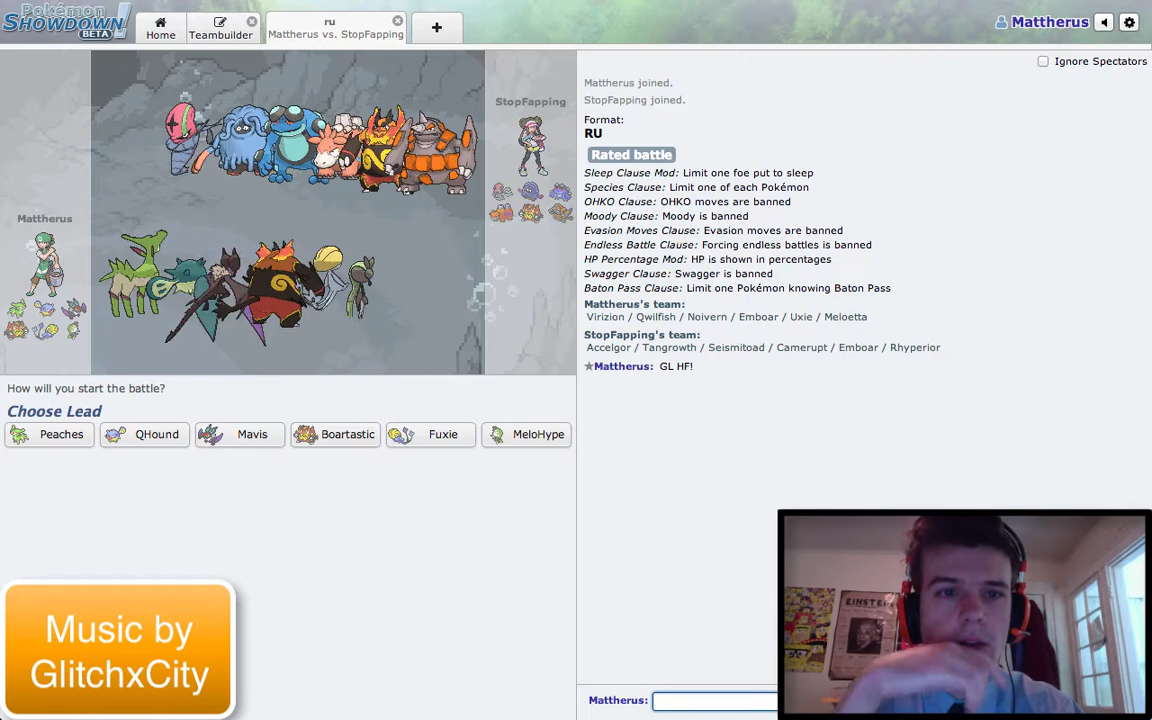 Pokémon
SHOWDOWN!
BETA
Home
Teambuilder
ru
Mattherus vs. StopFapping
+
Mattherus
Ignore Spectators
StopFapping
Mattherus
Mattherus joined.
StopFapping joined.
Format:
RU
Rated battle
Sleep Clause Mod: Limit one foe put to sleep
Species Clause: Limit one of each Pokémon
OHKO Clause: OHKO moves are banned
Moody Clause: Moody is banned
Evasion Moves Clause: Evasion moves are banned
Endless Battle Clause: Forcing endless battles is banned
HP Percentage Mod: HP is shown in percentages
Swagger Clause: Swagger is banned
Baton Pass Clause: Limit one Pokémon knowing Baton Pass
Mattherus's team:
Virizion / Qwilfish / Noivern / Emboar / Uxie / Meloetta
StopFapping's team:
Accelgor / Tangrowth / Seismitoad / Camerupt / Emboar / Rhyperior
☆Mattherus: GL HF!
How will you start the battle?
Choose Lead
Peaches
QHound
Mavis
Boartastic
Fuxie
MeloHype
Music by
GlitchxCity
EINSTEIN
Mattherus: